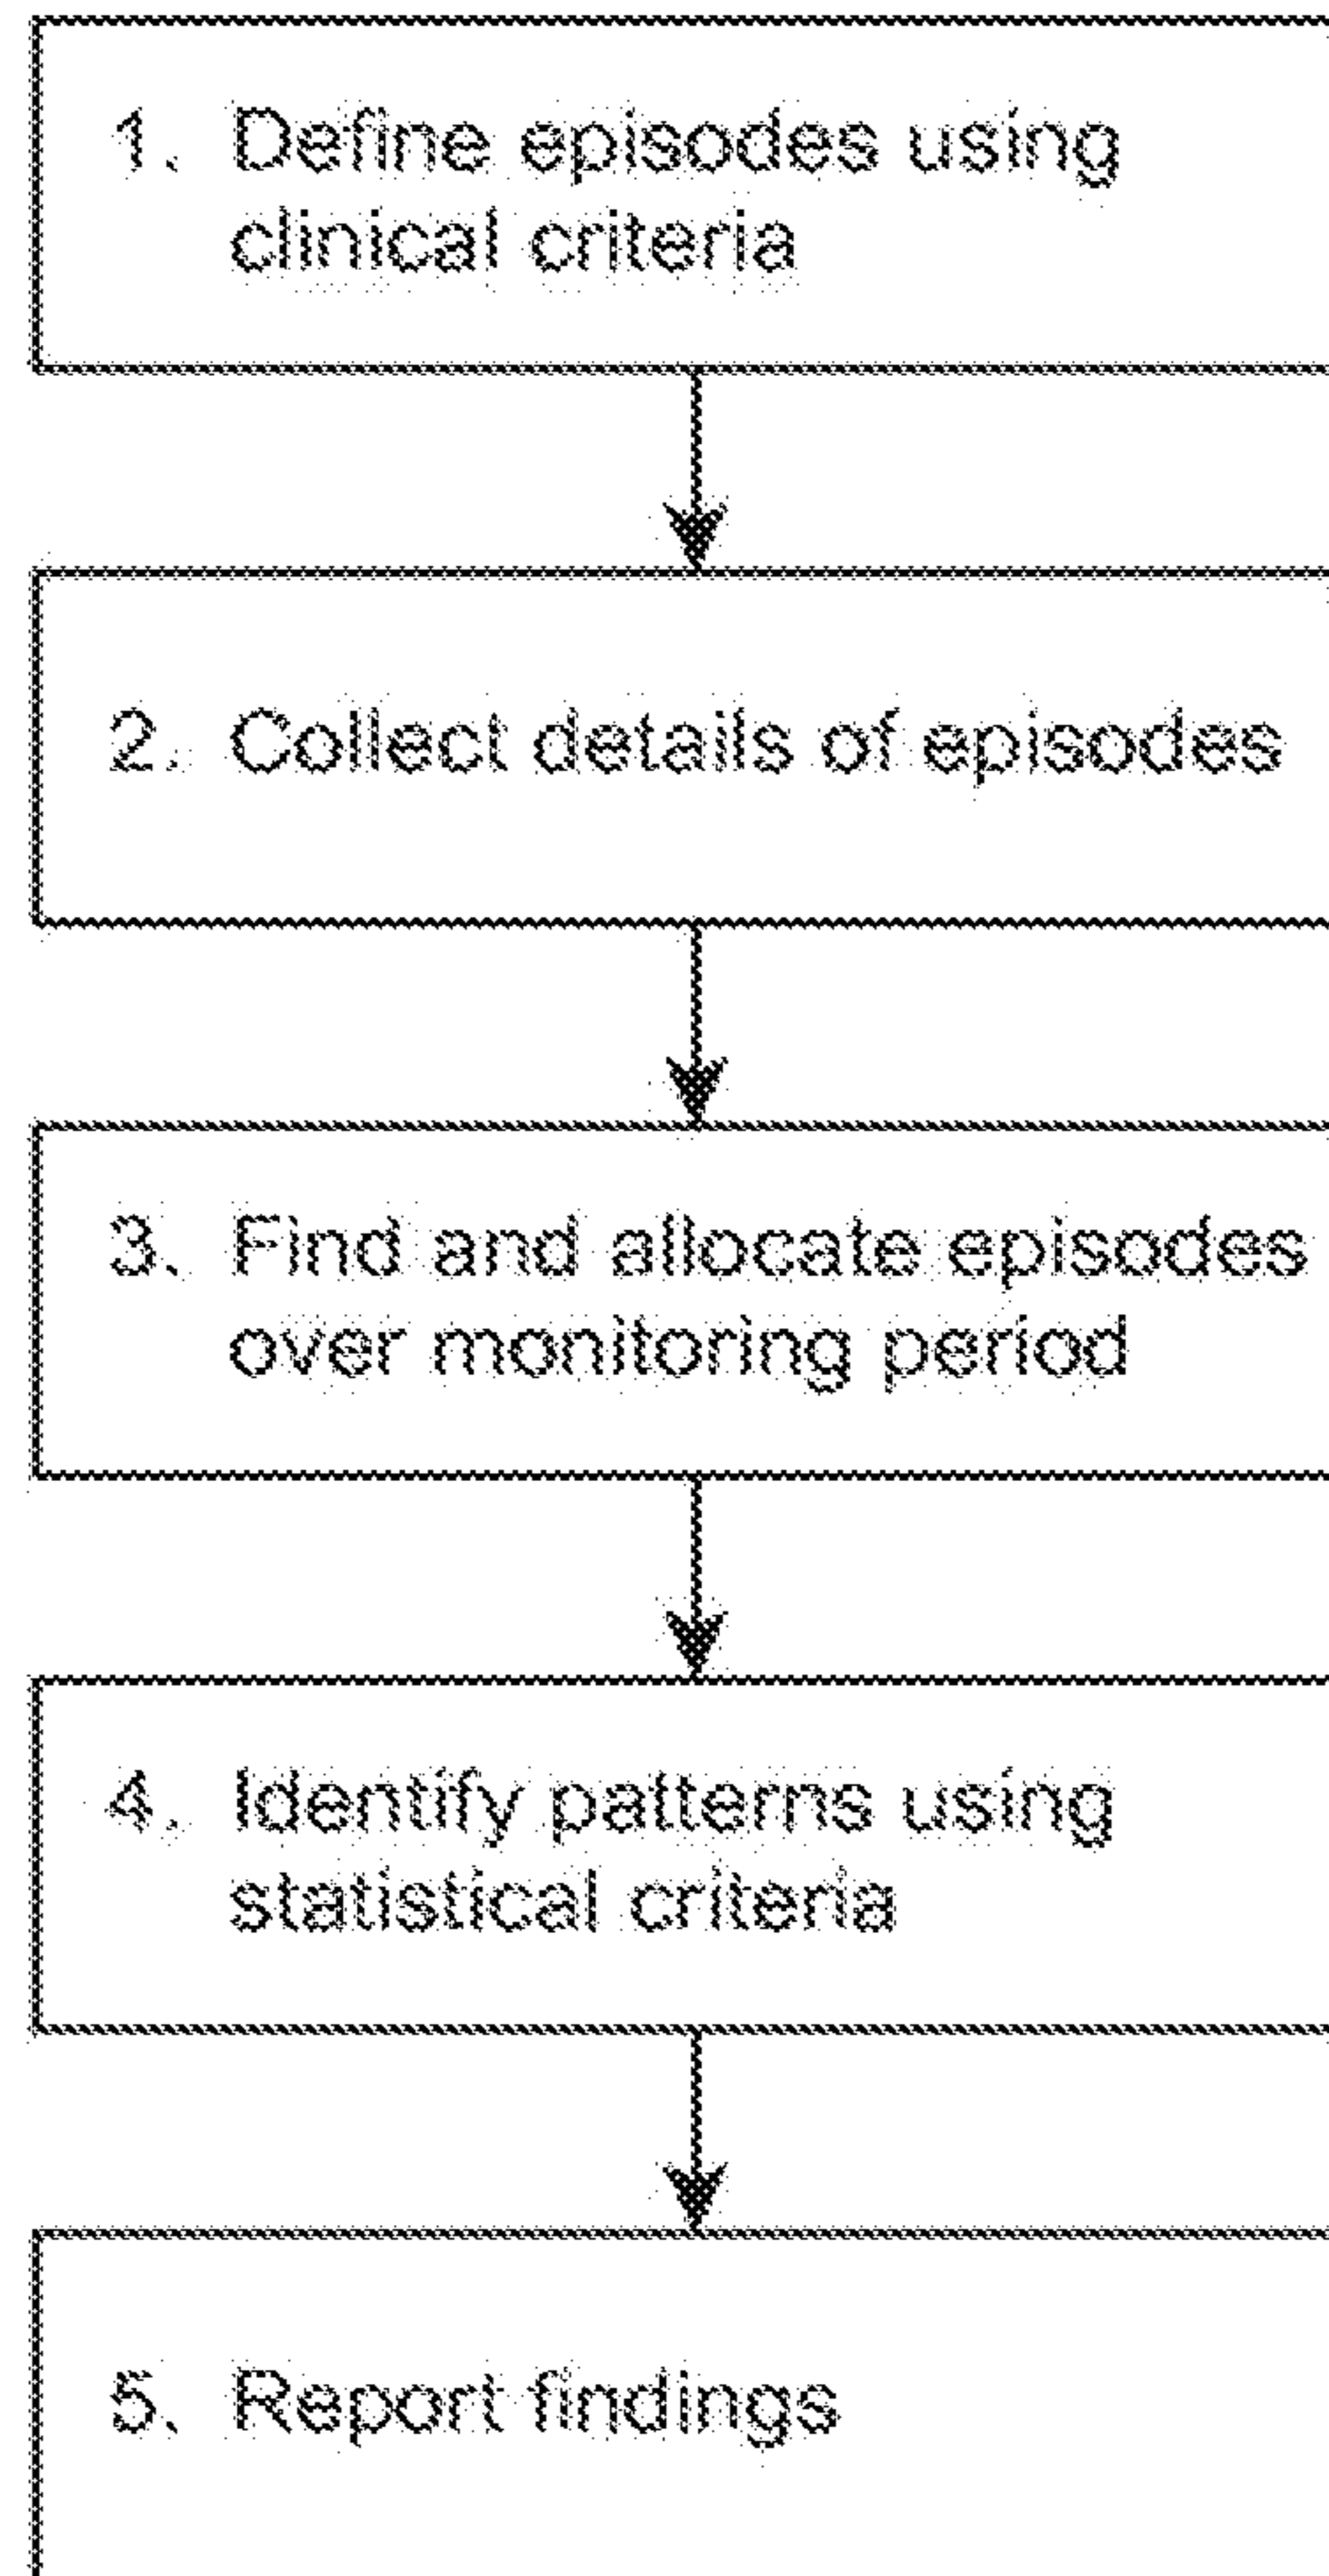 1. Define episodes using
clinical criteria
2. Collect details of episodes
3. Find and allocate episodes
over monitoring period
4. Identify patterns using
statistical criteria
5. Report findings